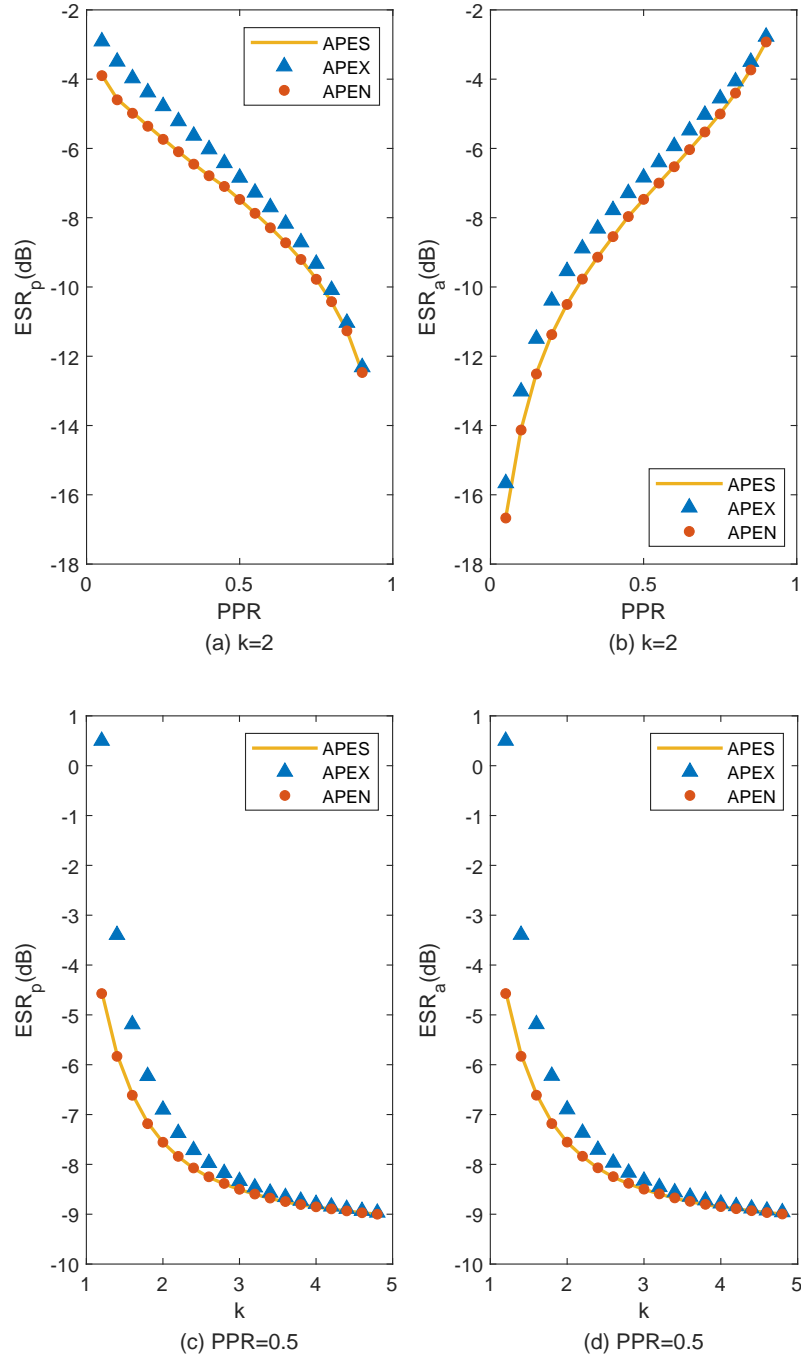 -2
-4
-6
-8
-10
-12
-14
-16
-18
ESR_p(dB)
APES
APEX
APEN
0
0.5
1
PPR
(a) k=2
-2
-4
-6
-8
-10
-12
-14
-16
-18
ESR_a(dB)
APES
APEX
APEN
0
0.5
1
PPR
(b) k=2
1
0
-1
-2
-3
-4
-5
-6
-7
-8
-9
-10
ESR_p(dB)
APES
APEX
APEN
1
2
3
4
5
k
(c) PPR=0.5
1
0
-1
-2
-3
-4
-5
-6
-7
-8
-9
-10
ESR_a(dB)
APES
APEX
APEN
1
2
3
4
5
k
(d) PPR=0.5